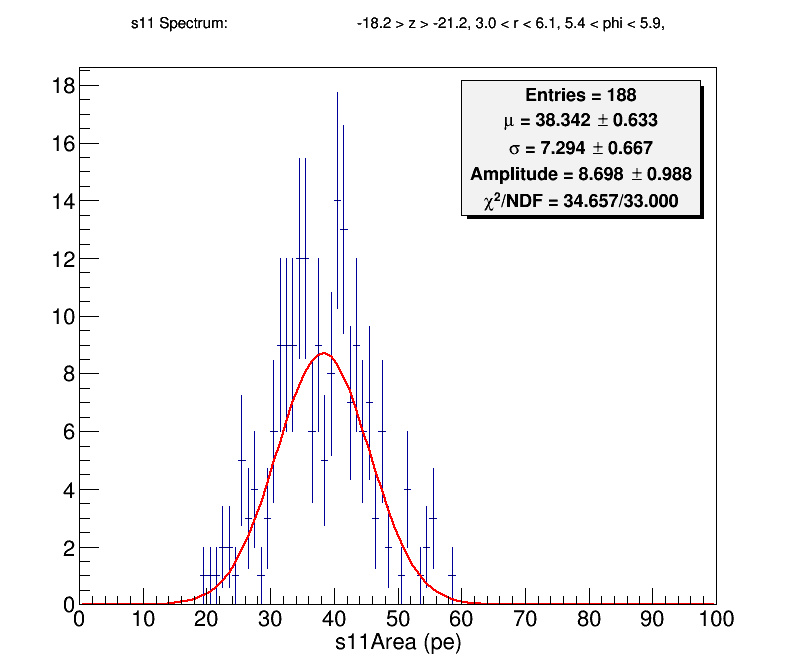 s11 Spectrum: -18.2 > z > -21.2, 3.0 < r < 6.1, 5.4 < phi < 5.9,
Entries = 188
μ = 38.342 ± 0.633
σ = 7.294 ± 0.667
Amplitude = 8.698 ± 0.988
χ²/NDF = 34.657/33.000
18
16
14
12
10
8
6
4
2
0
0 10 20 30 40 50 60 70 80 90 100
s11Area (pe)